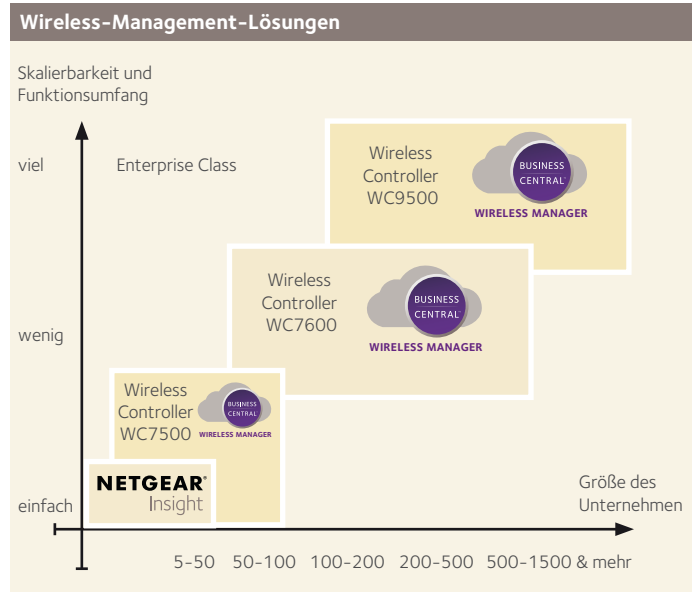 Wireless-Management-Lösungen
Skalierbarkeit und
Funktionsumfang
viel
Enterprise Class
Wireless
Controller
WC9500
BUSINESS
CENTRAL™
WIRELESS MANAGER
Wireless
Controller
WC7600
BUSINESS
CENTRAL™
WIRELESS MANAGER
wenig
Wireless
Controller
WC7500
BUSINESS
CENTRAL
WIRELESS MANAGER
NETGEAR®
Insight
einfach
Größe des
Unternehmen
5-50 50-100 100-200 200-500 500-1500 & mehr